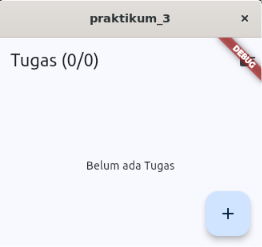 praktikum_3
×
DEBUG
Tugas (0/0)
Belum ada Tugas
+